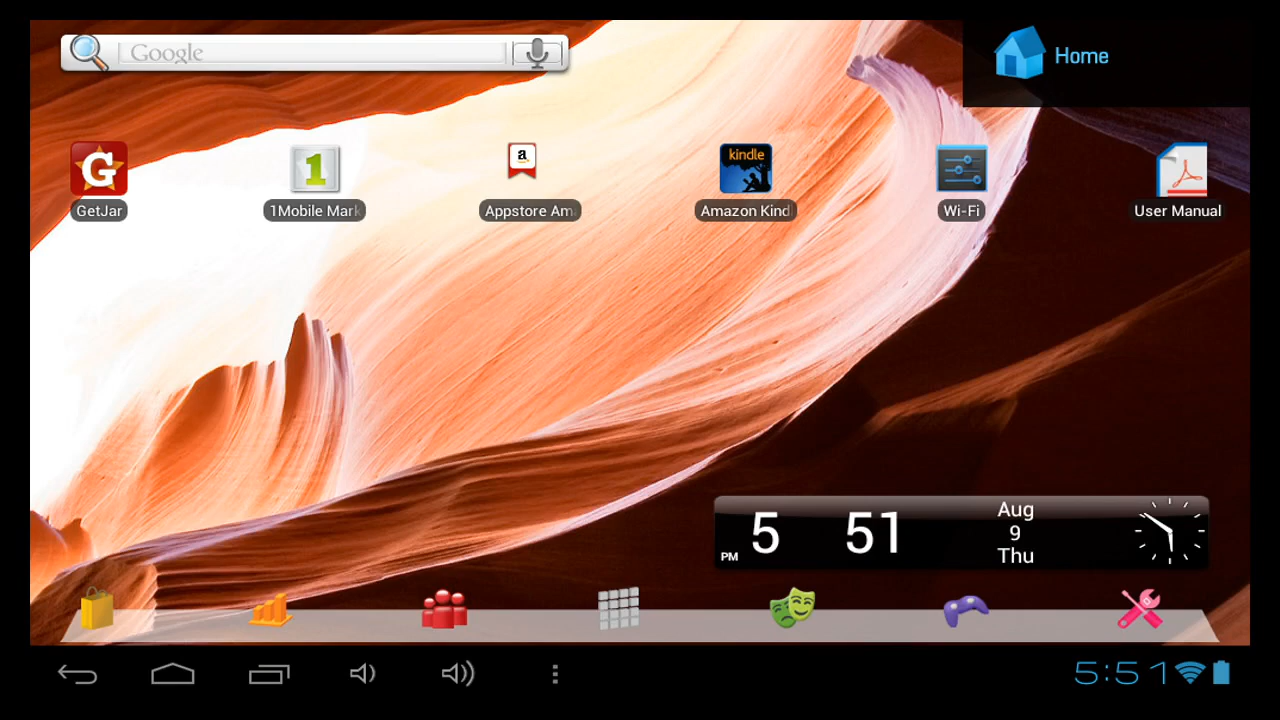 Google
Home
G
1
a
kindle
GetJar
1Mobile Mark
Appstore Am
Amazon Kind
Wi-Fi
User Manual
PM 5 51
Aug
9
Thu
5:51